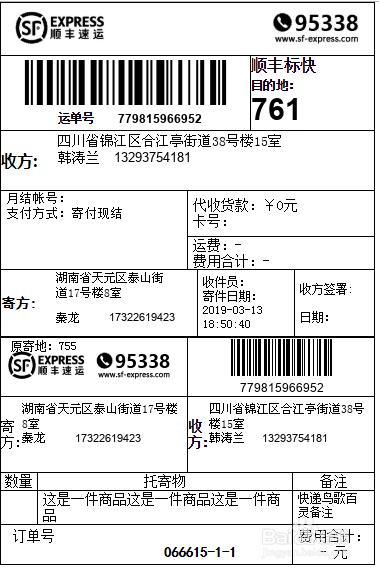 SF EXPRESS
顺丰速运
95338
www.sf-express.com
运单号 779815966952
顺丰标快
目的地:
761
收方:
四川省锦江区合江亭街道38号楼15室
韩涛兰 13293754181
月结帐号:
支付方式: 寄付现结
代收货款: ￥0元
卡号:
运费: -
费用合计: -
寄方:
湖南省天元区泰山街
道17号楼8室
秦龙 17322619423
收件员:
寄件日期:
2019-03-13
18:50:40
收方签署:
日期:
原寄地: 755
SF EXPRESS
顺丰速运
95338
www.sf-express.com
779815966952
寄方:
湖南省天元区泰山街道17号楼
8室
秦龙 17322619423
收方:
四川省锦江区合江亭街道38号
楼15室
韩涛兰 13293754181
数量 托寄物 备注
这是一件商品这是一件商品这是一件商
品
快递鸟歌百
灵备注
订单号
066615-1-1
费用合计:
- 元